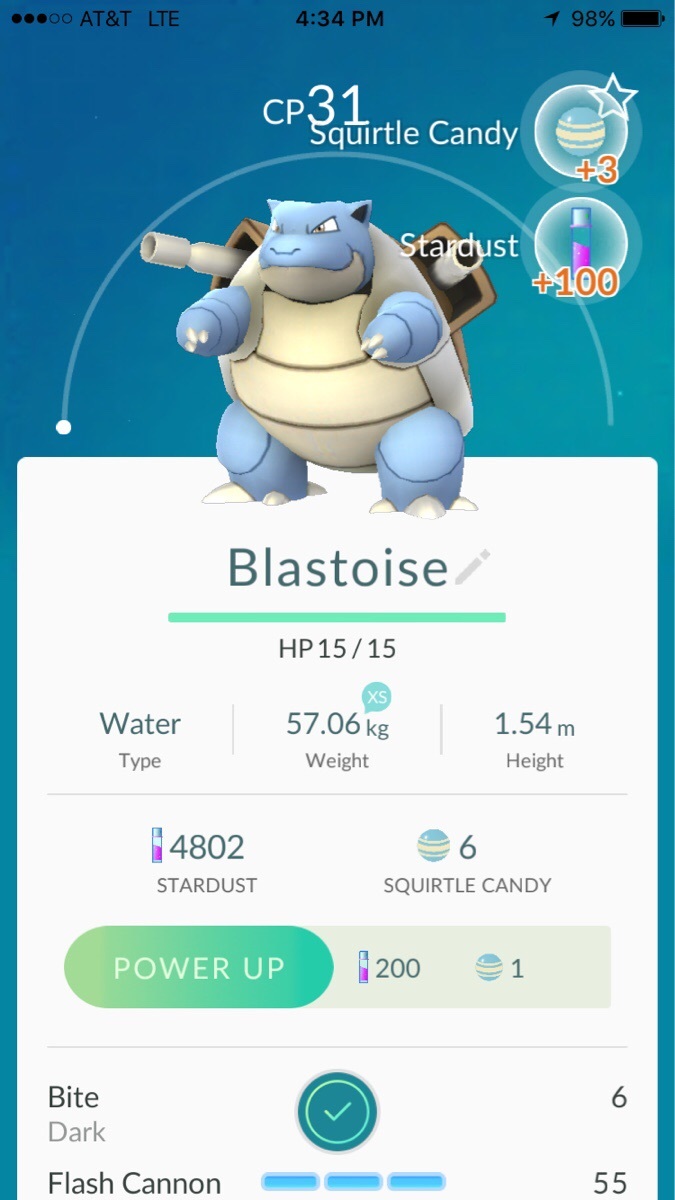 AT&T LTE 4:34 PM 98%
CP31
Squirtle Candy
+3
Stardust
+100
Blastoise
HP 15 / 15
XS
Water 57.06 kg 1.54 m
Type Weight Height
4802 6
STARDUST SQUIRTLE CANDY
POWER UP 200 1
Bite 6
Dark
Flash Cannon 55